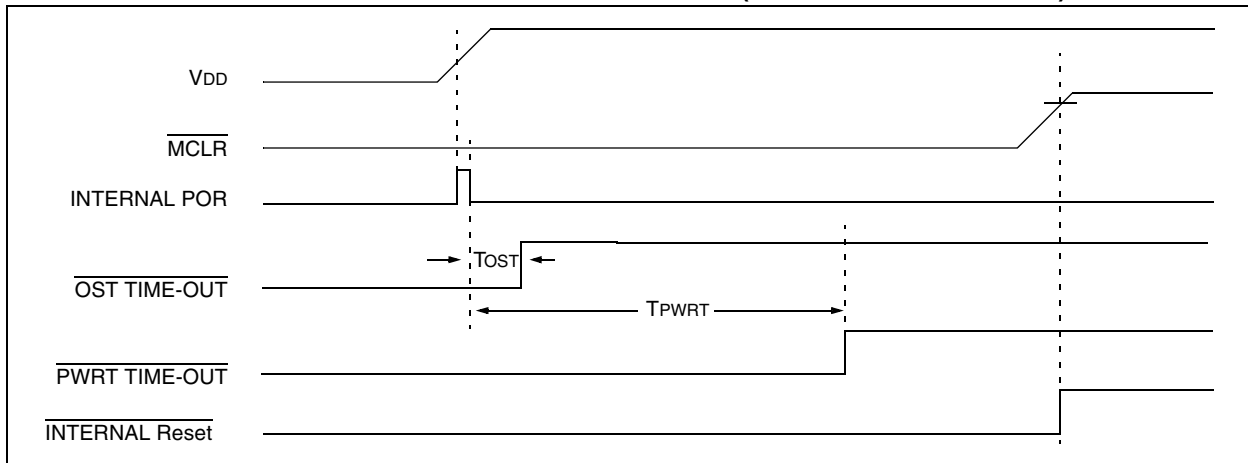 VDD
MCLR
INTERNAL POR
TOST
OST TIME-OUT
TPWRT
PWRT TIME-OUT
INTERNAL Reset